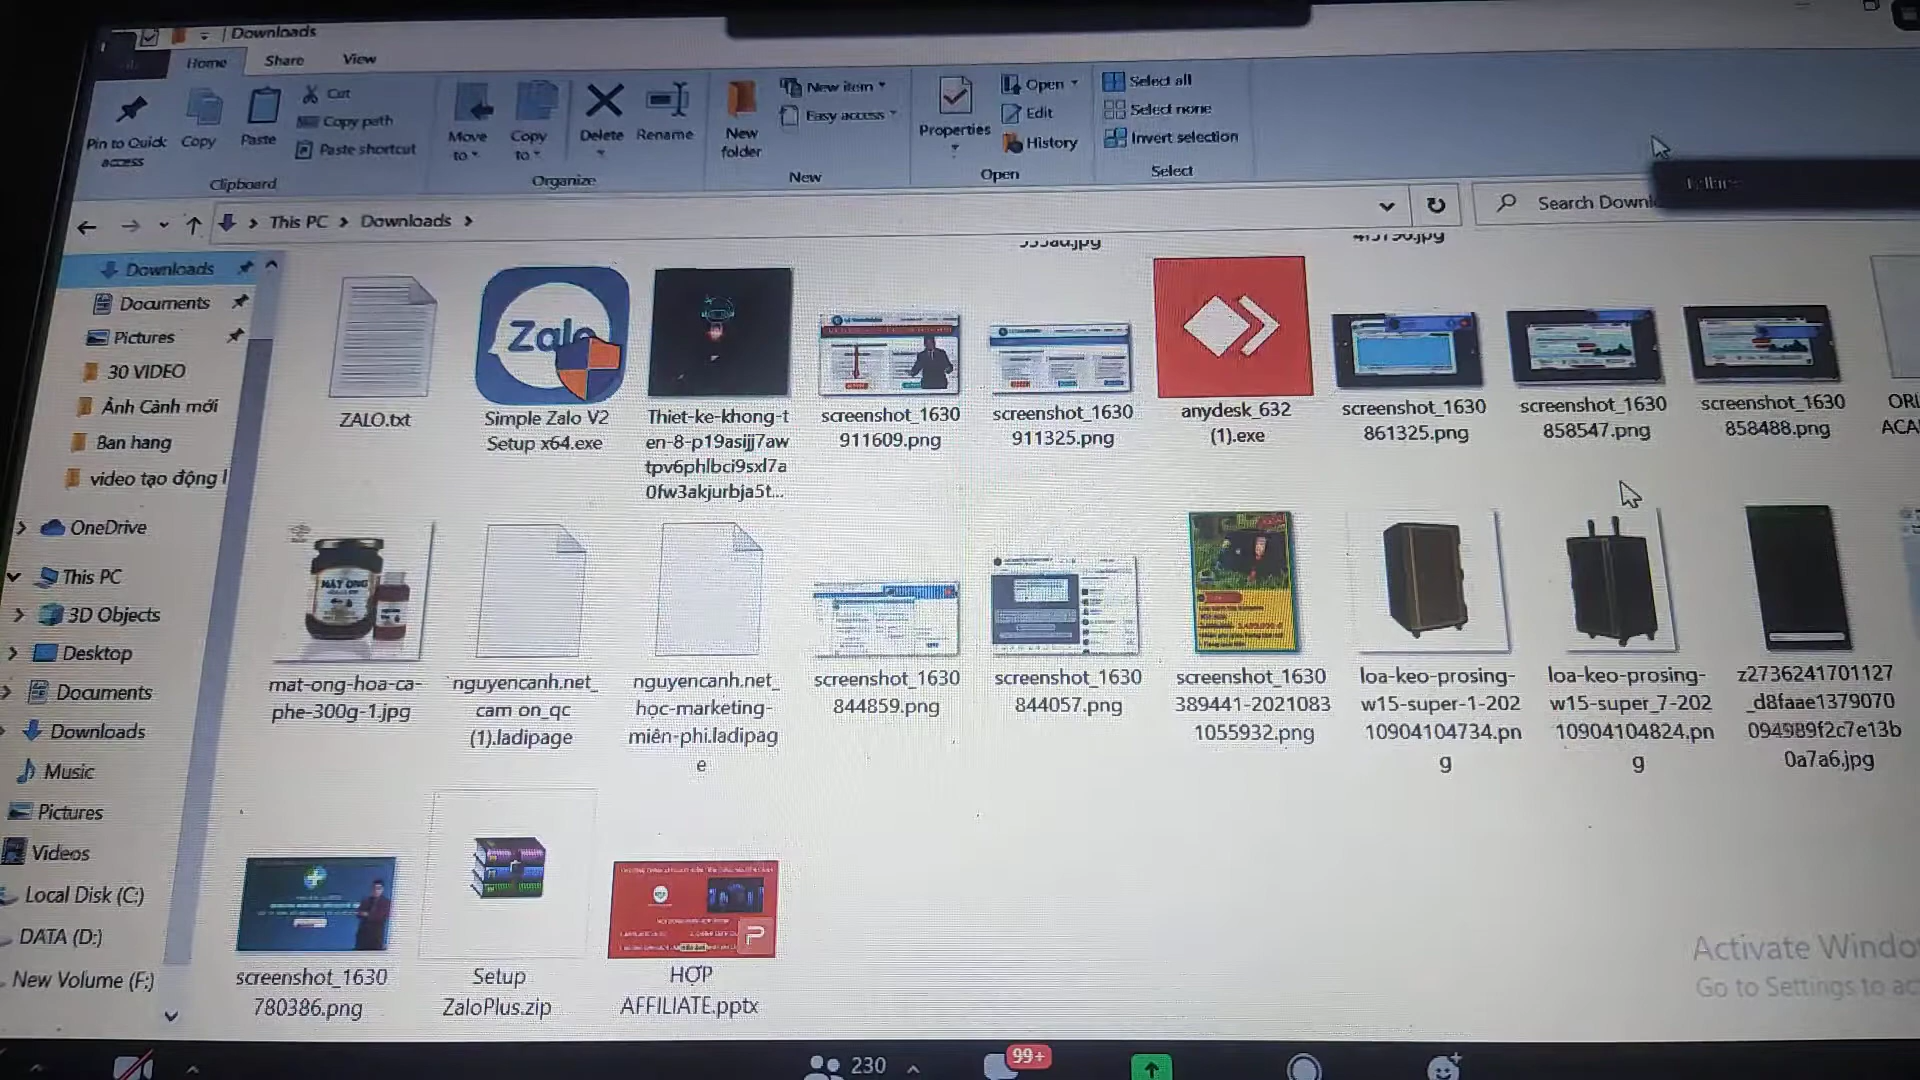 Downloads
Home
Share
View
Pin to Quick access
Copy
Paste
Cut
Copy path
Paste shortcut
Clipboard
Move to
Copy to
Delete
Rename
Organize
New folder
New item
Easy access
New
Properties
Open
Edit
History
Open
Select all
Select none
Invert selection
Select
This PC
Downloads
Search Downl
Downloads
Documents
Pictures
30 VIDEO
Ảnh Cảnh mới
Ban hang
video tạo động l
OneDrive
This PC
3D Objects
Desktop
Documents
Downloads
Music
Pictures
Videos
Local Disk (C:)
DATA (D:)
New Volume (F:)
ZALO.txt
Zalo
Simple Zalo V2
Setup x64.exe
Thiet-ke-khong-t
en-8-p19asijj7aw
tpv6phlbci9sxl7a
0fw3akjurbja5t...
screenshot_1630
911609.png
screenshot_1630
911325.png
anydesk_632
(1).exe
screenshot_1630
861325.png
screenshot_1630
858547.png
screenshot_1630
858488.png
ORI
ACA
MẬT ONG
mat-ong-hoa-ca-
phe-300g-1.jpg
nguyencanh.net_
cam on_qc
(1).ladipage
nguyencanh.net_
học-marketing-
miên-phi.ladipag
e
screenshot_1630
844859.png
screenshot_1630
844057.png
screenshot_1630
389441-2021083
1055932.png
loa-keo-prosing-
w15-super-1-202
10904104734.pn
g
loa-keo-prosing-
w15-super_7-202
10904104824.pn
g
z2736241701127
_d8faae1379070
094989f2c7e13b
0a7a6.jpg
screenshot_1630
780386.png
Setup
ZaloPlus.zip
HỢP
AFFILIATE.pptx
Activate Windo
Go to Settings to ac
230
99+